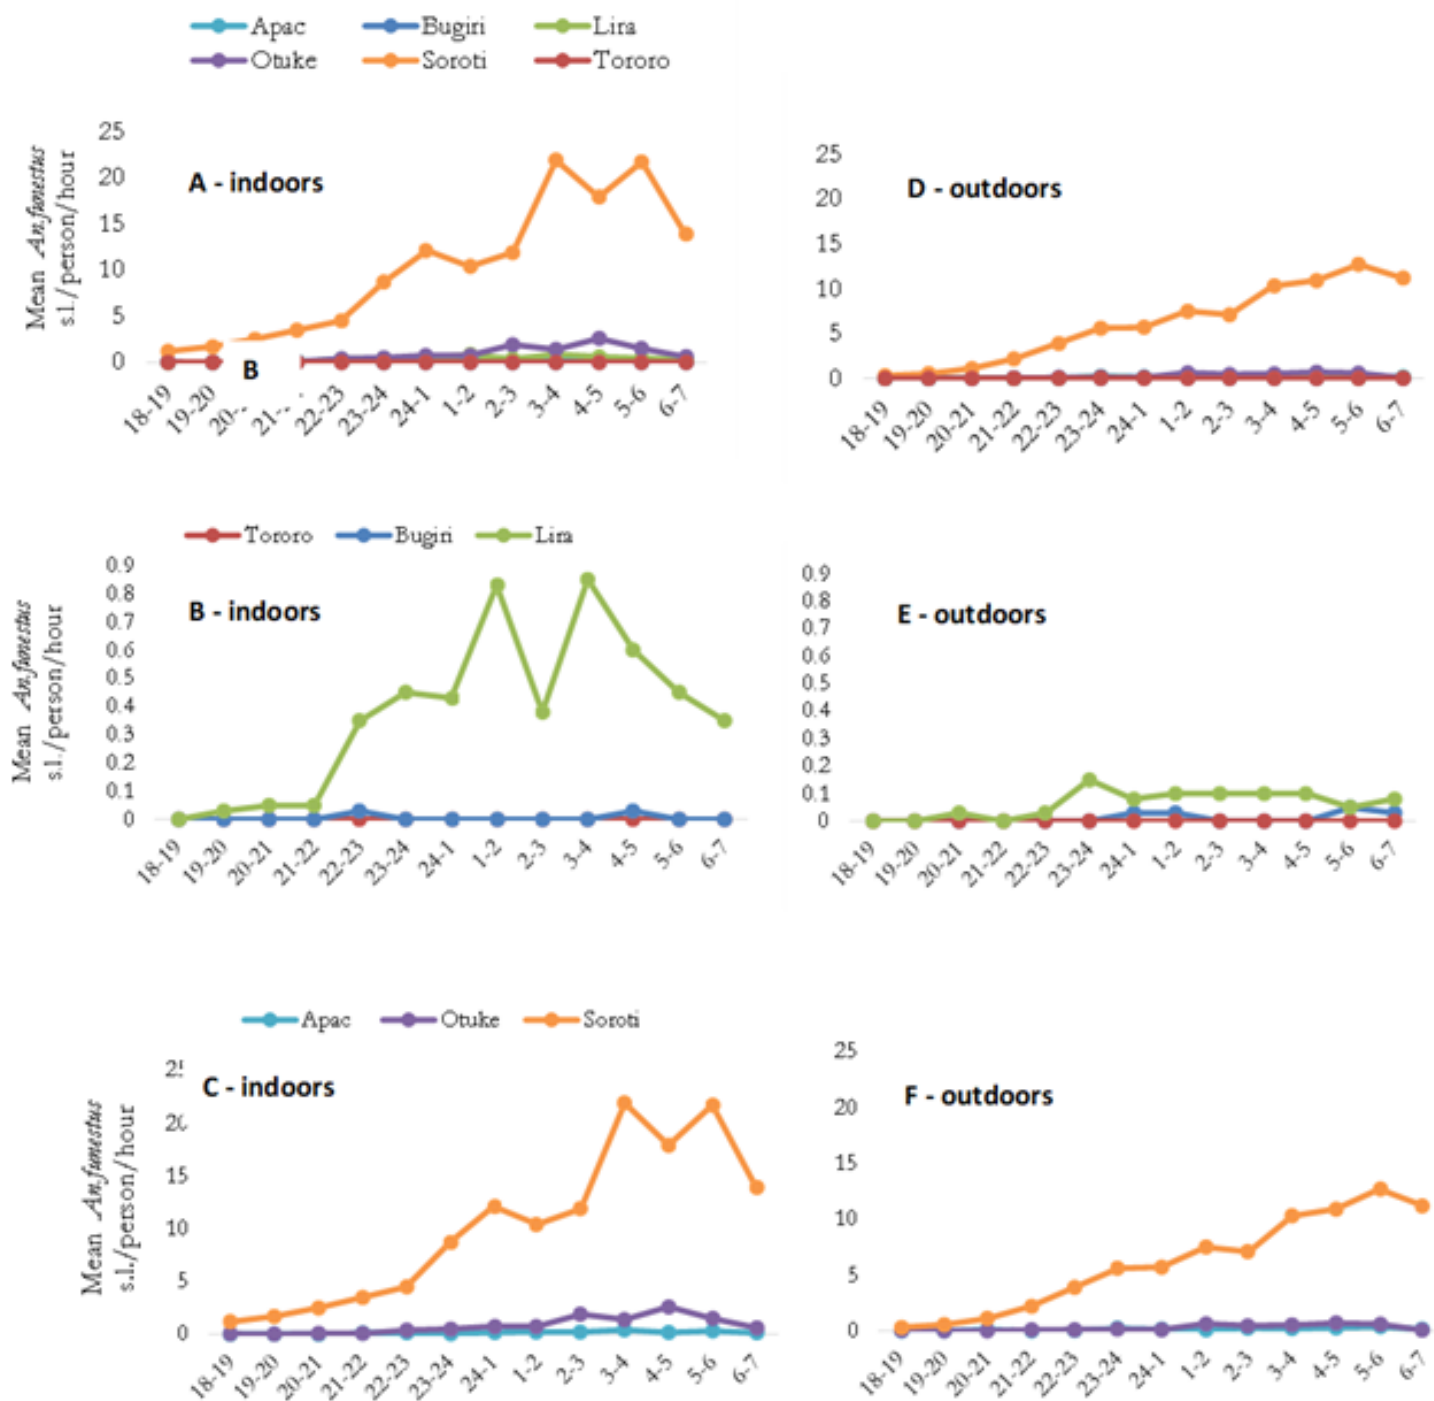 Apac Bugiri Lira
Otuke Soroti Tororo
Mean An.funestus
s.l./person/hour
A - indoors
25
20
15
10
5
0
B
18-19 19-20 20- 21- 22-23 23-24 24-1 1-2 2-3 3-4 4-5 5-6 6-7
D - outdoors
25
20
15
10
5
0
18-19 19-20 20-21 21-22 22-23 23-24 24-1 1-2 2-3 3-4 4-5 5-6 6-7
Tororo Bugiri Lira
Mean An.funestus
s.l./person/hour
B - indoors
0.9
0.8
0.7
0.6
0.5
0.4
0.3
0.2
0.1
0
18-19 19-20 20-21 21-22 22-23 23-24 24-1 1-2 2-3 3-4 4-5 5-6 6-7
E - outdoors
0.9
0.8
0.7
0.6
0.5
0.4
0.3
0.2
0.1
0
18-19 19-20 20-21 21-22 22-23 23-24 24-1 1-2 2-3 3-4 4-5 5-6 6-7
Apac Otuke Soroti
Mean An.funestus
s.l./person/hour
C - indoors
25
20
15
10
5
0
18-19 19-20 20-21 21-22 22-23 23-24 24-1 1-2 2-3 3-4 4-5 5-6 6-7
F - outdoors
25
20
15
10
5
0
18-19 19-20 20-21 21-22 22-23 23-24 24-1 1-2 2-3 3-4 4-5 5-6 6-7